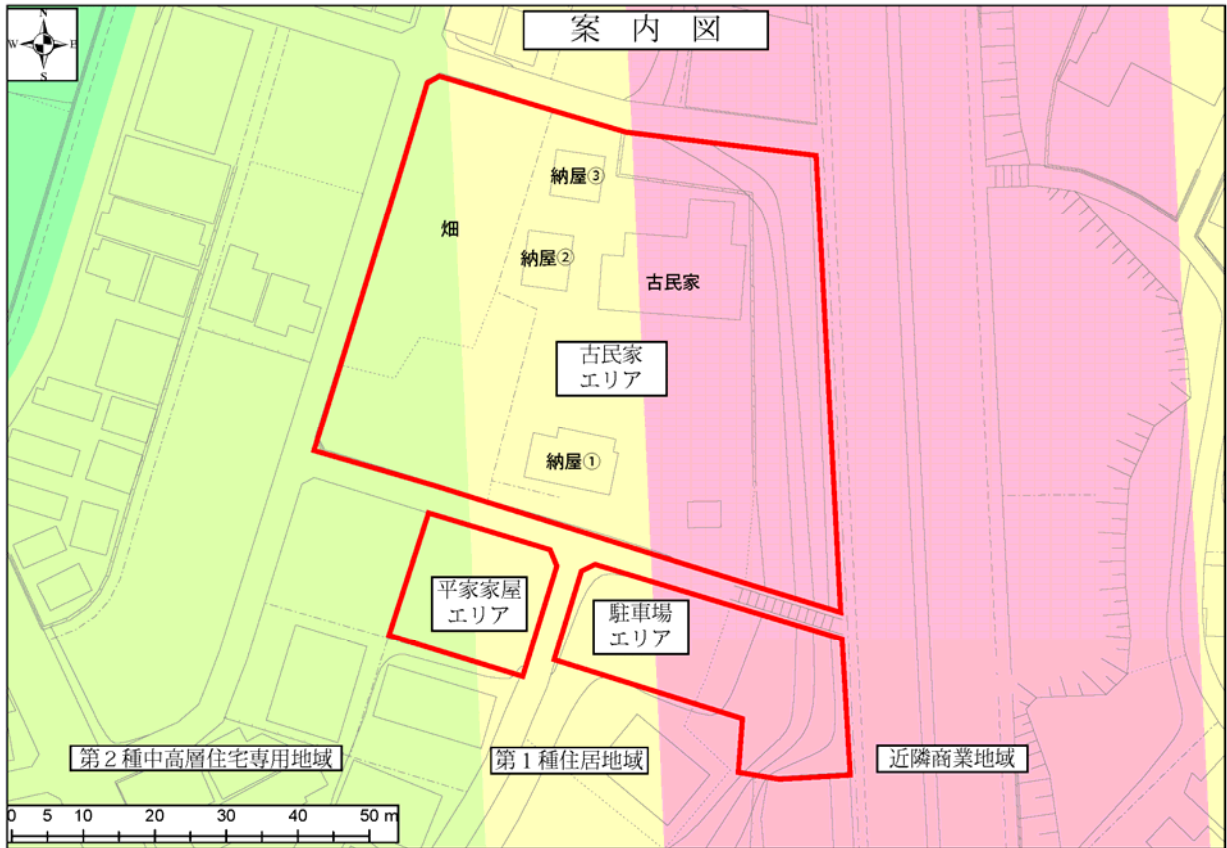 案 内 図
N
W E
S
納屋③
畑
納屋②
古民家
古民家
エリア
納屋①
平家家屋
エリア
駐車場
エリア
第2種中高層住宅専用地域
第1種住居地域
近隣商業地域
0 5 10 20 30 40 50 m